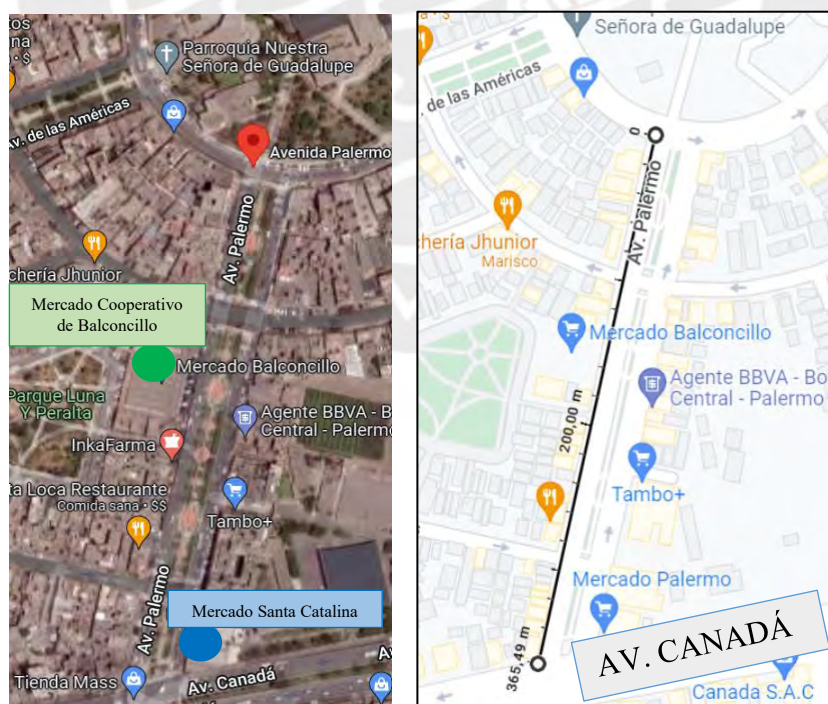 Parroquia Nuestra
Señora de Guadalupe
Av. de las Américas
Avenida Palermo
Av. Palermo
chería Jhunior
Mercado Cooperativo
de Balconcillo
Mercado Balconcillo
Parque Luna
Y Peralta
Agente BBVA - B
Central - Palermo
InkaFarma
ta Loca Restaurante
Comida sana · $$
Tambo+
Mercado Santa Catalina
Av. Palermo
Av. Canadá
Tienda Mass
Señora de Guadalupe
. de las Américas
0
Av. Palermo
chería Jhunior
Marisco
Mercado Balconcillo
Agente BBVA - Bo
Central - Palermo
200,00 m
Tambo+
Mercado Palermo
365,49 m
AV. CANADÁ
Canada S.A.C